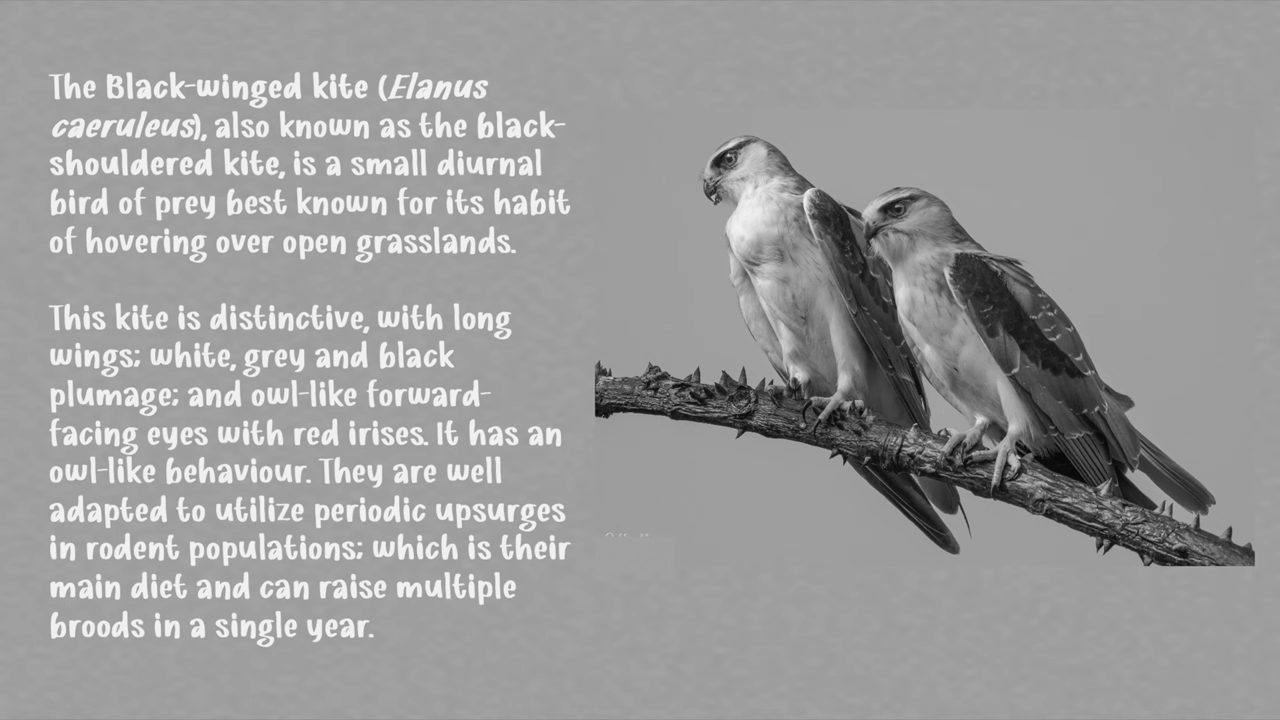 The Black-winged kite (Elanus
caeruleus), also known as the black-
shouldered kite, is a small diurnal
bird of prey best known for its habit
of hovering over open grasslands.
This kite is distinctive, with long
wings; white, grey and black
plumage; and owl-like forward-
facing eyes with red irises. It has an
owl-like behaviour. They are well
adapted to utilize periodic upsurges
in rodent populations; which is their
main diet and can raise multiple
broods in a single year.